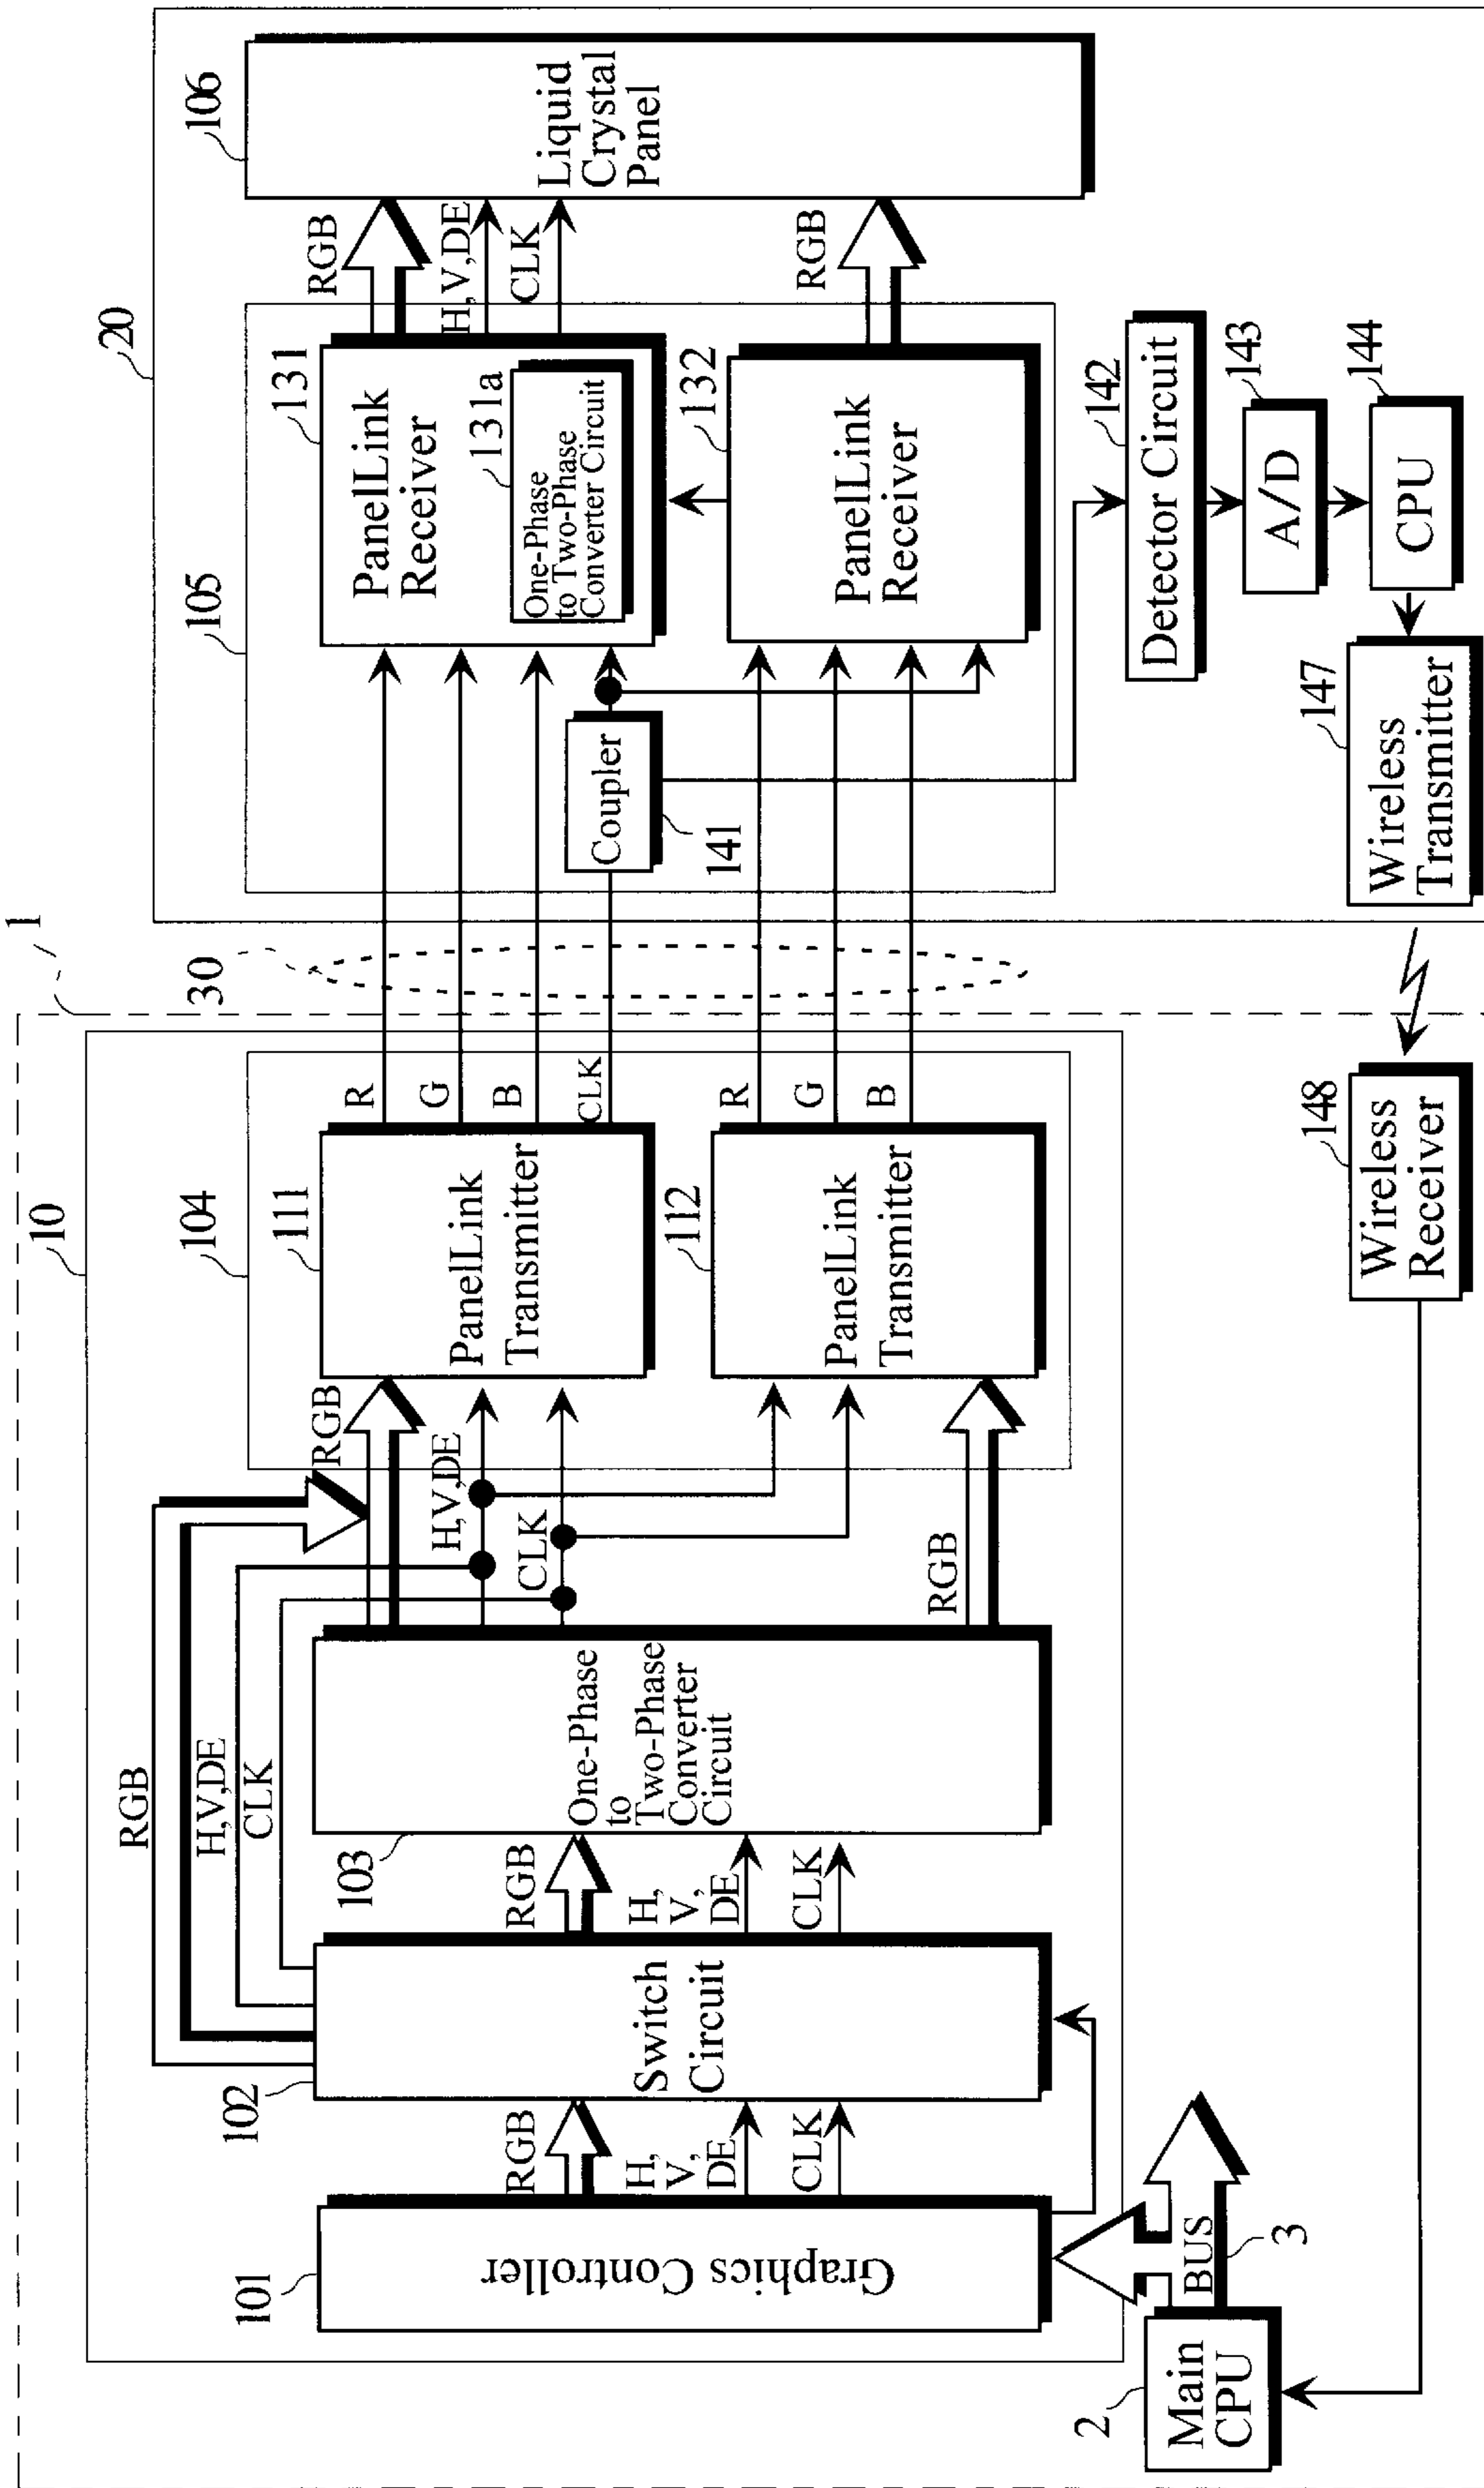 1
10
20
30
RGB
H,V,DE
CLK
101
Graphics Controller
RGB
H,
V,
DE
CLK
102
Switch
Circuit
RGB
H,
V,
DE
CLK
103
One-Phase
to
Two-Phase
Converter
Circuit
RGB
H,V,DE
CLK
RGB
104
111
PanelLink
Transmitter
112
PanelLink
Transmitter
R
G
B
CLK
R
G
B
105
141
Coupler
131
PanelLink
Receiver
131a
One-Phase
to Two-Phase
Converter Circuit
132
PanelLink
Receiver
RGB
H,V,DE
CLK
RGB
106
Liquid
Crystal
Panel
142
Detector Circuit
143
A/D
144
CPU
147
Wireless
Transmitter
148
Wireless
Receiver
2
Main
CPU
BUS
3